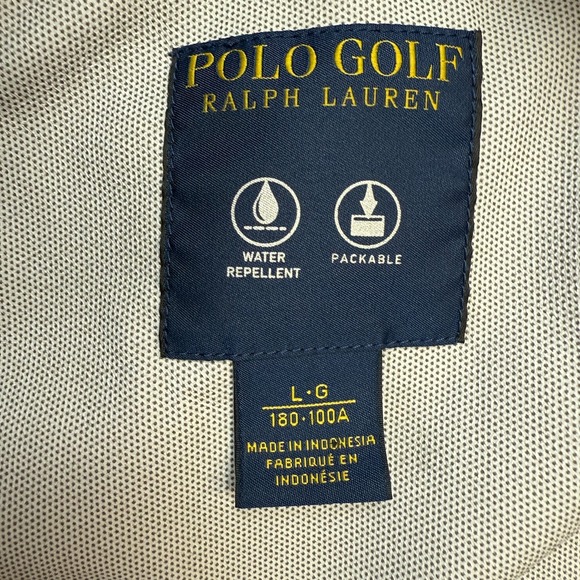 POLO GOLF
RALPH LAUREN
WATER
REPELLENT
PACKABLE
L·G
180·100A
MADE IN INDONESIA
FABRIQUÉ EN
INDONÉSIE